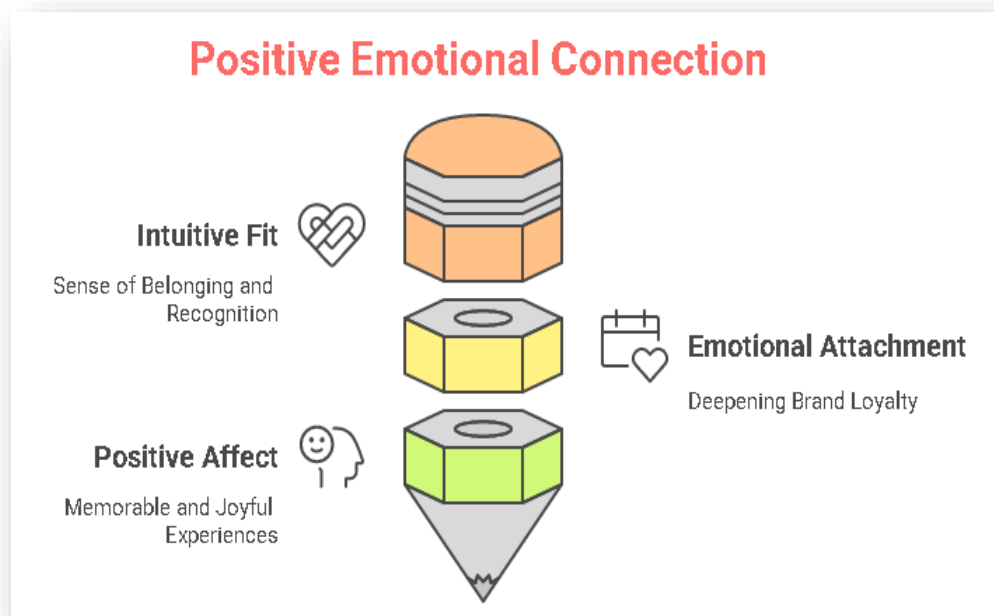 Positive Emotional Connection
Intuitive Fit
Sense of Belonging and
Recognition
Emotional Attachment
Deepening Brand Loyalty
Positive Affect
Memorable and Joyful
Experiences